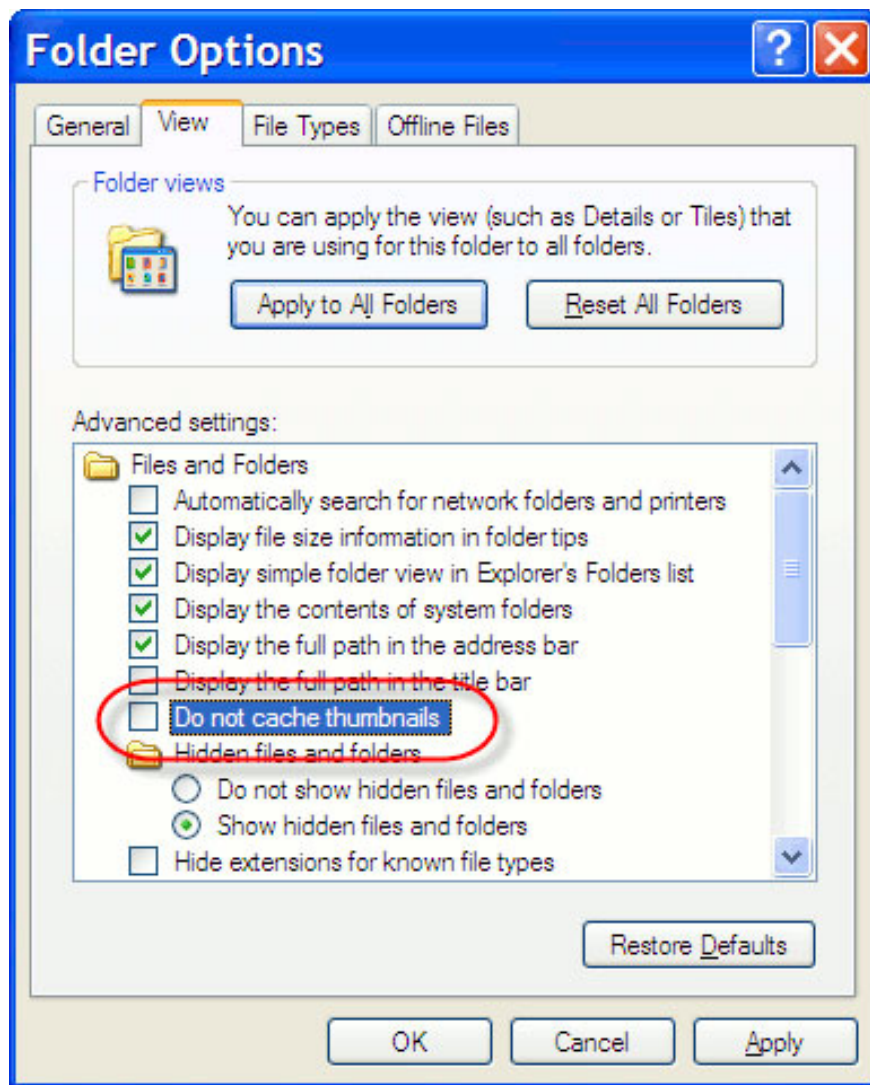 Folder Options
General View File Types Offline Files
Folder views
You can apply the view (such as Details or Tiles) that
you are using for this folder to all folders.
Apply to All Folders Reset All Folders
Advanced settings:
Files and Folders
Automatically search for network folders and printers
Display file size information in folder tips
Display simple folder view in Explorer's Folders list
Display the contents of system folders
Display the full path in the address bar
Display the full path in the title bar
Do not cache thumbnails
Hidden files and folders
Do not show hidden files and folders
Show hidden files and folders
Hide extensions for known file types
Restore Defaults
OK Cancel Apply